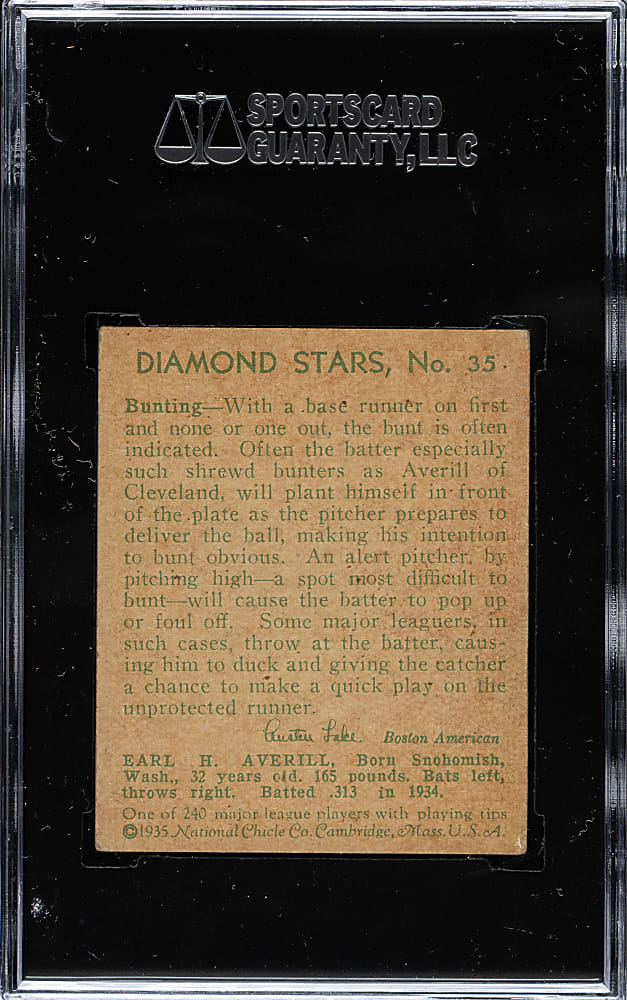 SPORTSCARD
GUARANTY, LLC
DIAMOND STARS, No. 35
Bunting—With a base runner on first
and none or one out, the bunt is often
indicated. Often the batter especially
such shrewd bunters as Averill of
Cleveland, will plant himself in front
of the plate as the pitcher prepares to
deliver the ball, making his intention
to bunt obvious. An alert pitcher, by
pitching high—a spot most difficult to
bunt—will cause the batter to pop up
or foul off. Some major leaguers, in
such cases, throw at the batter, caus-
ing him to duck and giving the catcher
a chance to make a quick play on the
unprotected runner.
Austen Lake. Boston American
EARL H. AVERILL, Born Snohomish,
Wash., 32 years old. 165 pounds. Bats left,
throws right. Batted .313 in 1934.
One of 240 major league players with playing tips
©1935 National Chicle Co. Cambridge, Mass. U.S.A.